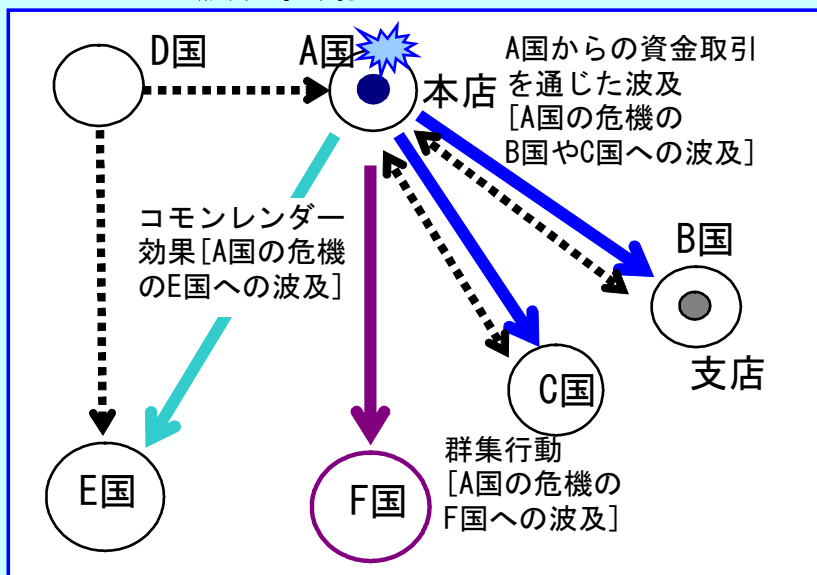 D国
A国
本店
A国からの資金取引
を通じた波及
[A国の危機の
B国やC国への波及]
コモンレンダー
効果[A国の危機
のE国への波及]
B国
支店
C国
群集行動
[A国の危機の
F国への波及]
E国
F国